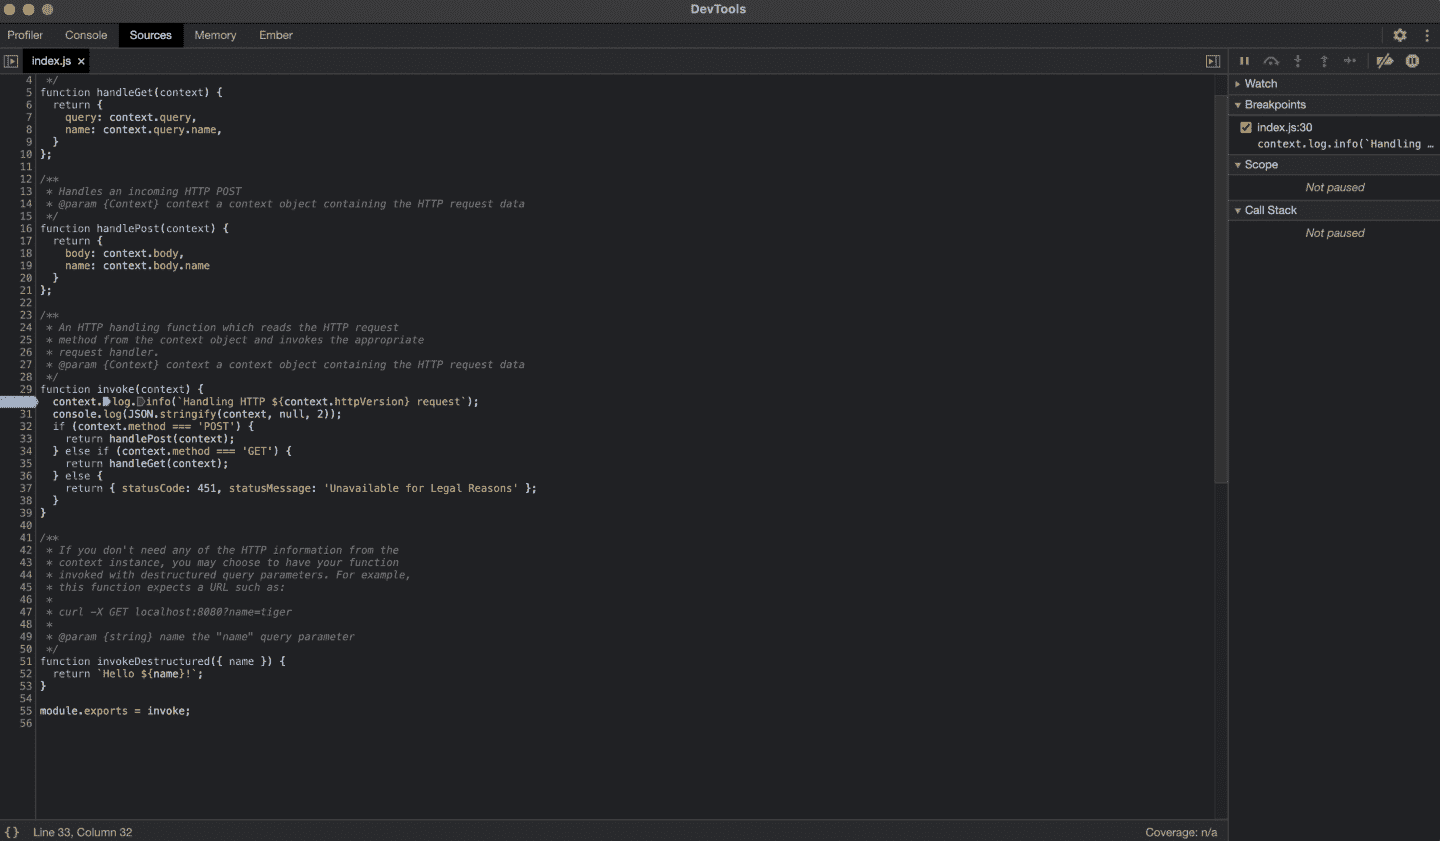 DevTools
Profiler Console Sources Memory Ember
index.js ×
4 */
5 function handleGet(context) {
6 return {
7 query: context.query,
8 name: context.query.name,
9 }
10 };
11
12 /**
13 * Handles an incoming HTTP POST
14 * @param {Context} context a context object containing the HTTP request data
15 */
16 function handlePost(context) {
17 return {
18 body: context.body,
19 name: context.body.name
20 }
21 };
22
23 /**
24 * An HTTP handling function which reads the HTTP request
25 * method from the context object and invokes the appropriate
26 * request handler.
27 * @param {Context} context a context object containing the HTTP request data
28 */
29 function invoke(context) {
context.log.info(`Handling HTTP ${context.httpVersion} request`);
31 console.log(JSON.stringify(context, null, 2));
32 if (context.method === 'POST') {
33 return handlePost(context);
34 } else if (context.method === 'GET') {
35 return handleGet(context);
36 } else {
37 return { statusCode: 451, statusMessage: 'Unavailable for Legal Reasons' };
38 }
39 }
40
41 /**
42 * If you don't need any of the HTTP information from the
43 * context instance, you may choose to have your function
44 * invoked with destructured query parameters. For example,
45 * this function expects a URL such as:
46 *
47 * curl -X GET localhost:8080?name=tiger
48 *
49 * @param {string} name the "name" query parameter
50 */
51 function invokeDestructured({ name }) {
52 return `Hello ${name}!`;
53 }
54
55 module.exports = invoke;
56
{} Line 33, Column 32
Coverage: n/a
Watch
Breakpoints
index.js:30
context.log.info(`Handling …
Scope
Not paused
Call Stack
Not paused